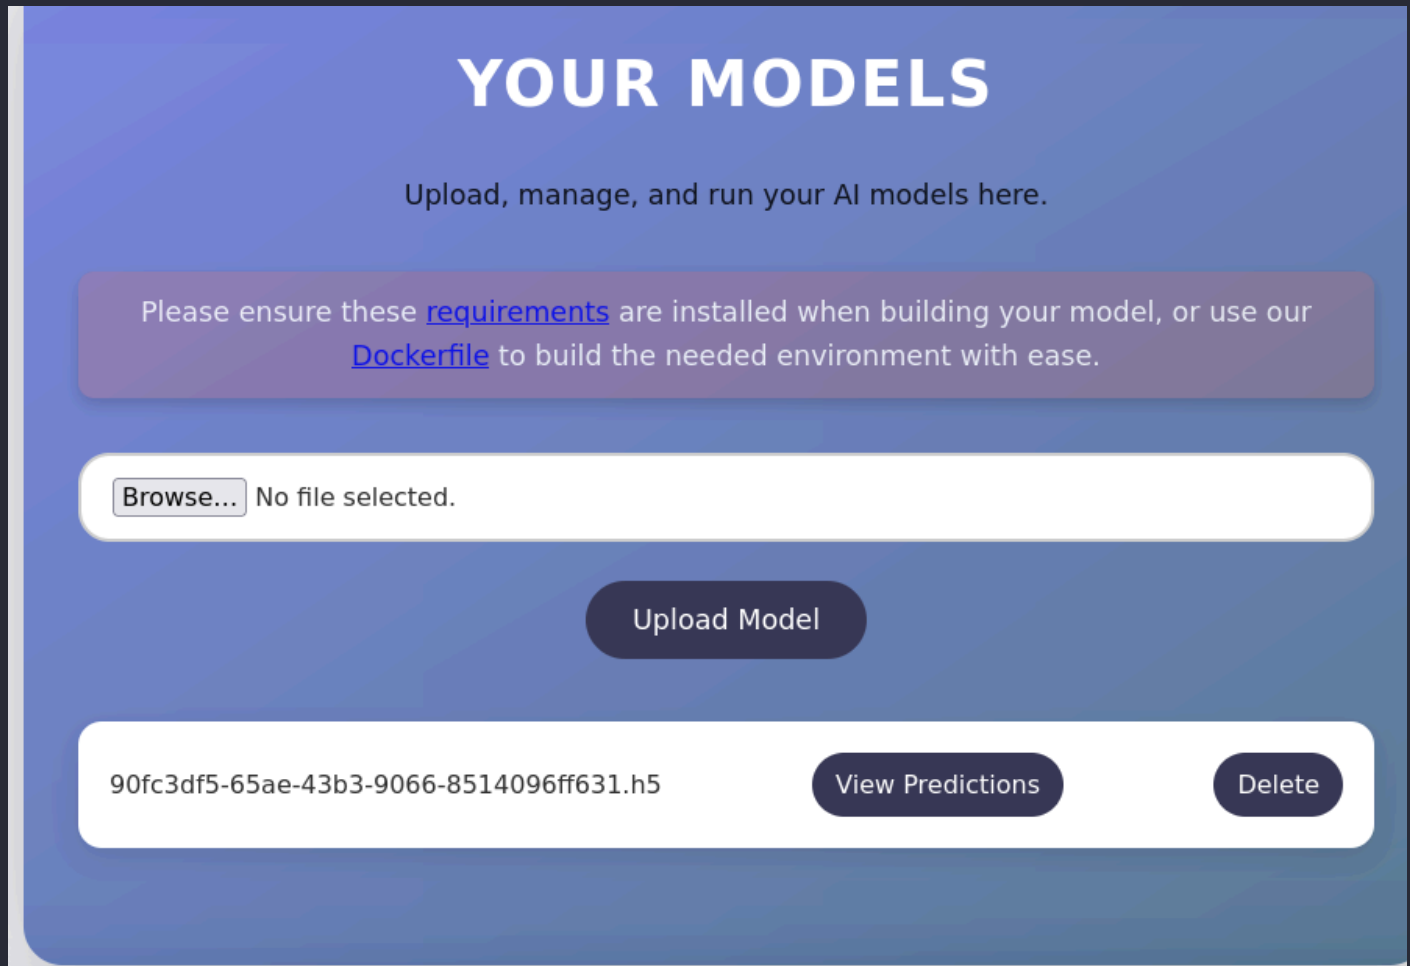 YOUR MODELS
Upload, manage, and run your AI models here.
Please ensure these requirements are installed when building your model, or use our
Dockerfile to build the needed environment with ease.
Browse... No file selected.
Upload Model
90fc3df5-65ae-43b3-9066-8514096ff631.h5 View Predictions Delete